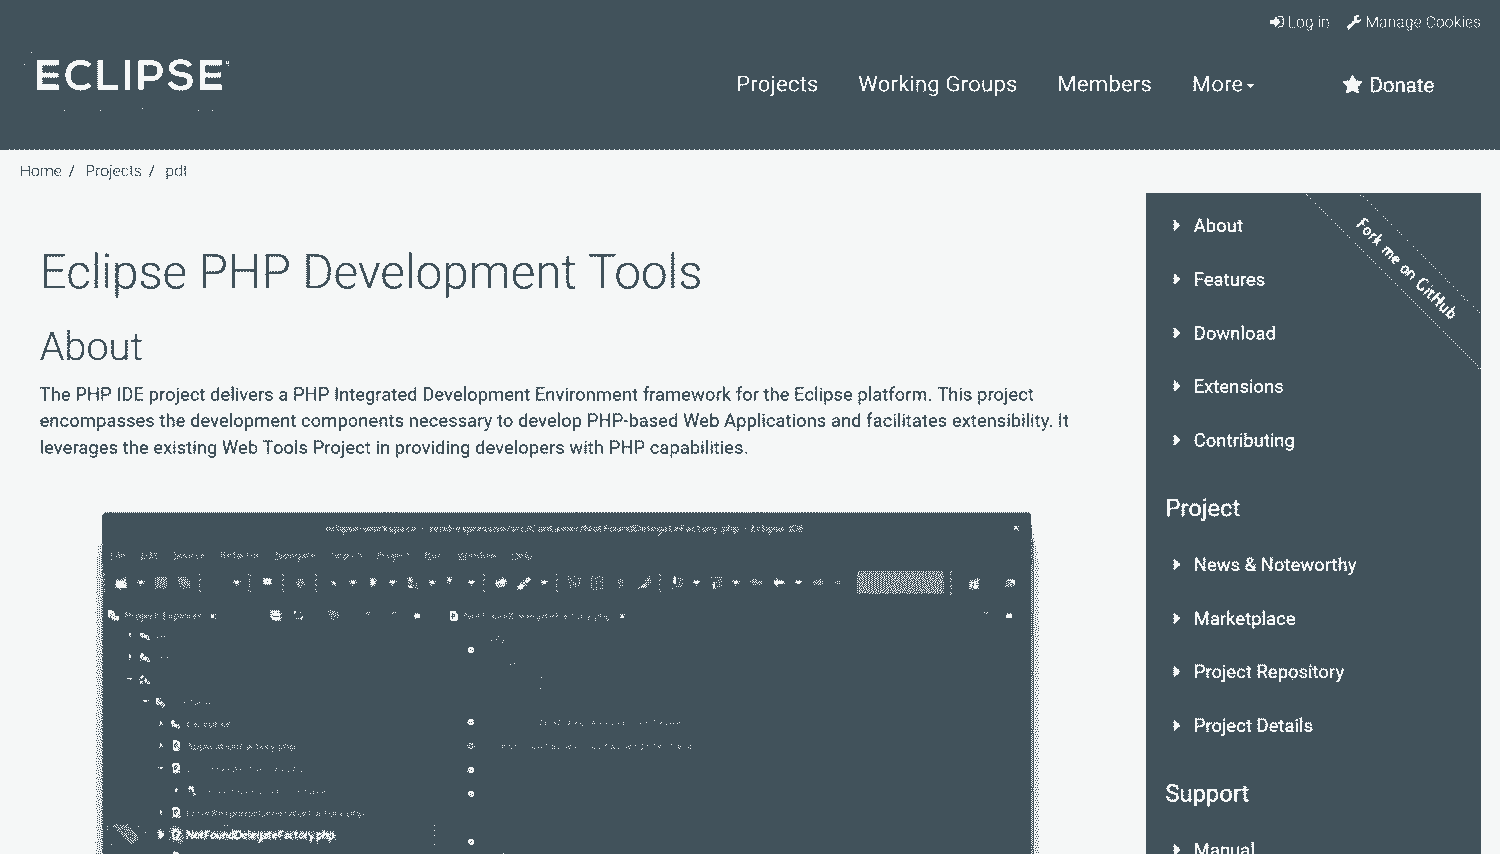 Log in
Manage Cookies
ECLIPSE
Projects
Working Groups
Members
More
Donate
Home / Projects / pdt
Eclipse PHP Development Tools
About
The PHP IDE project delivers a PHP Integrated Development Environment framework for the Eclipse platform. This project
encompasses the development components necessary to develop PHP-based Web Applications and facilitates extensibility. It
leverages the existing Web Tools Project in providing developers with PHP capabilities.
Project Explorer
NotFoundDelegateFactory.php
About
Features
Download
Extensions
Contributing
Fork me on GitHub
Project
News & Noteworthy
Marketplace
Project Repository
Project Details
Support
Manual